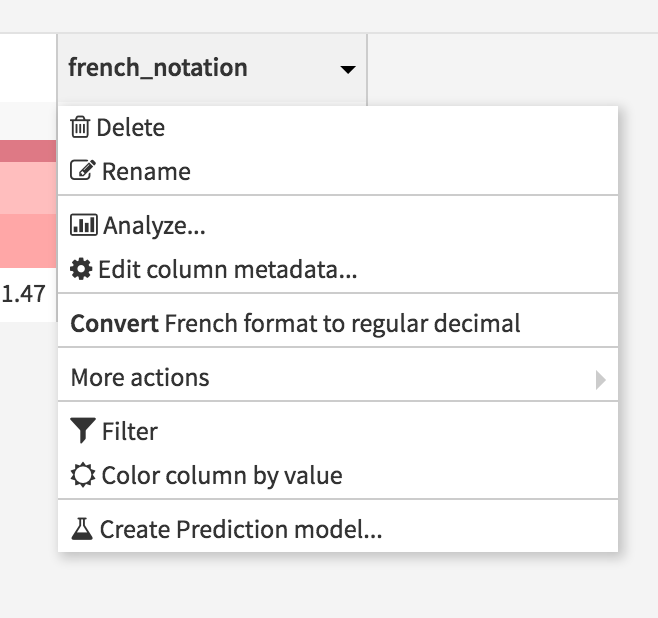 french_notation
Delete
Rename
Analyze...
Edit column metadata...
1.47
Convert French format to regular decimal
More actions
Filter
Color column by value
Create Prediction model...